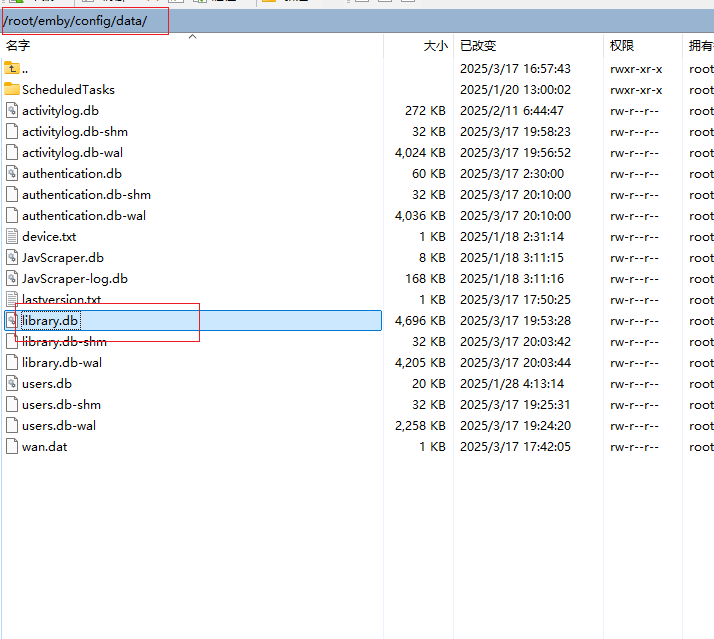 /root/emby/config/data/
名字 大小 已改变 权限 拥有
.. 2025/3/17 16:57:43 rwxr-xr-x root
ScheduledTasks 2025/1/20 13:00:02 rwxr-xr-x root
activitylog.db 272 KB 2025/2/11 6:44:47 rw-r--r-- root
activitylog.db-shm 32 KB 2025/3/17 19:58:23 rw-r--r-- root
activitylog.db-wal 4,024 KB 2025/3/17 19:56:52 rw-r--r-- root
authentication.db 60 KB 2025/3/17 2:30:00 rw-r--r-- root
authentication.db-shm 32 KB 2025/3/17 20:10:00 rw-r--r-- root
authentication.db-wal 4,036 KB 2025/3/17 20:10:00 rw-r--r-- root
device.txt 1 KB 2025/1/18 2:31:14 rw-r--r-- root
JavScraper.db 8 KB 2025/1/18 3:11:15 rw-r--r-- root
JavScraper-log.db 168 KB 2025/1/18 3:11:16 rw-r--r-- root
lastversion.txt 1 KB 2025/3/17 17:50:25 rw-r--r-- root
library.db 4,696 KB 2025/3/17 19:53:28 rw-r--r-- root
library.db-shm 32 KB 2025/3/17 20:03:42 rw-r--r-- root
library.db-wal 4,205 KB 2025/3/17 20:03:44 rw-r--r-- root
users.db 20 KB 2025/1/28 4:13:14 rw-r--r-- root
users.db-shm 32 KB 2025/3/17 19:25:31 rw-r--r-- root
users.db-wal 2,258 KB 2025/3/17 19:24:20 rw-r--r-- root
wan.dat 1 KB 2025/3/17 17:42:05 rw-r--r-- root